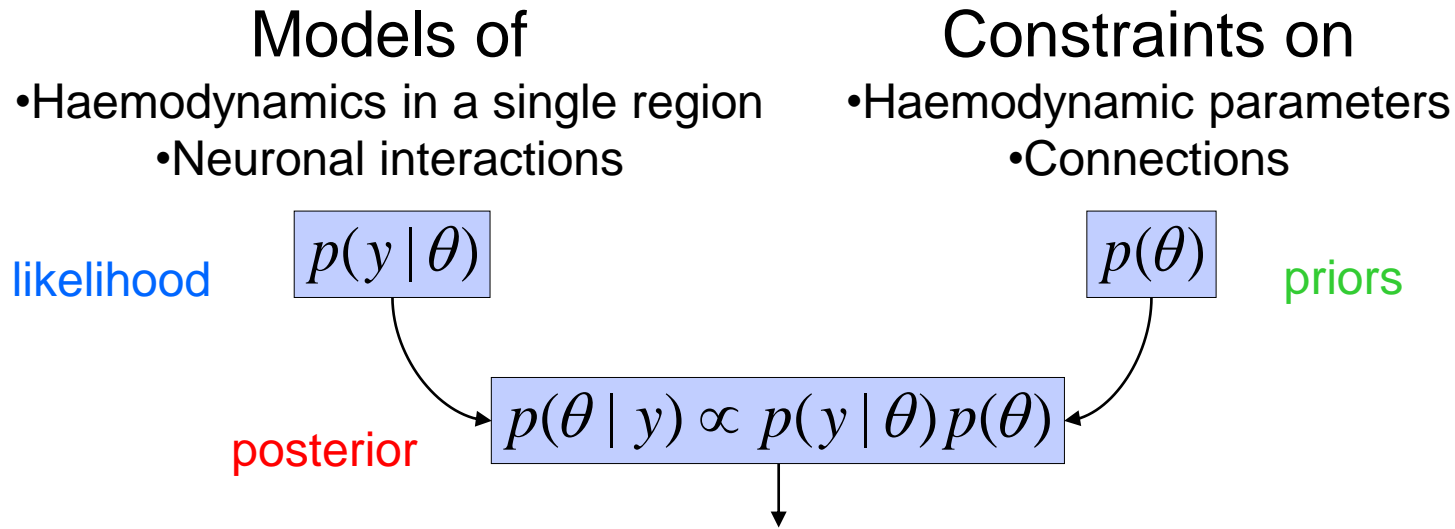 Models of
•Haemodynamics in a single region
•Neuronal interactions
Constraints on
•Haemodynamic parameters
•Connections
likelihood
p(y | θ)
p(θ)
priors
posterior
p(θ | y) ∝ p(y | θ)p(θ)